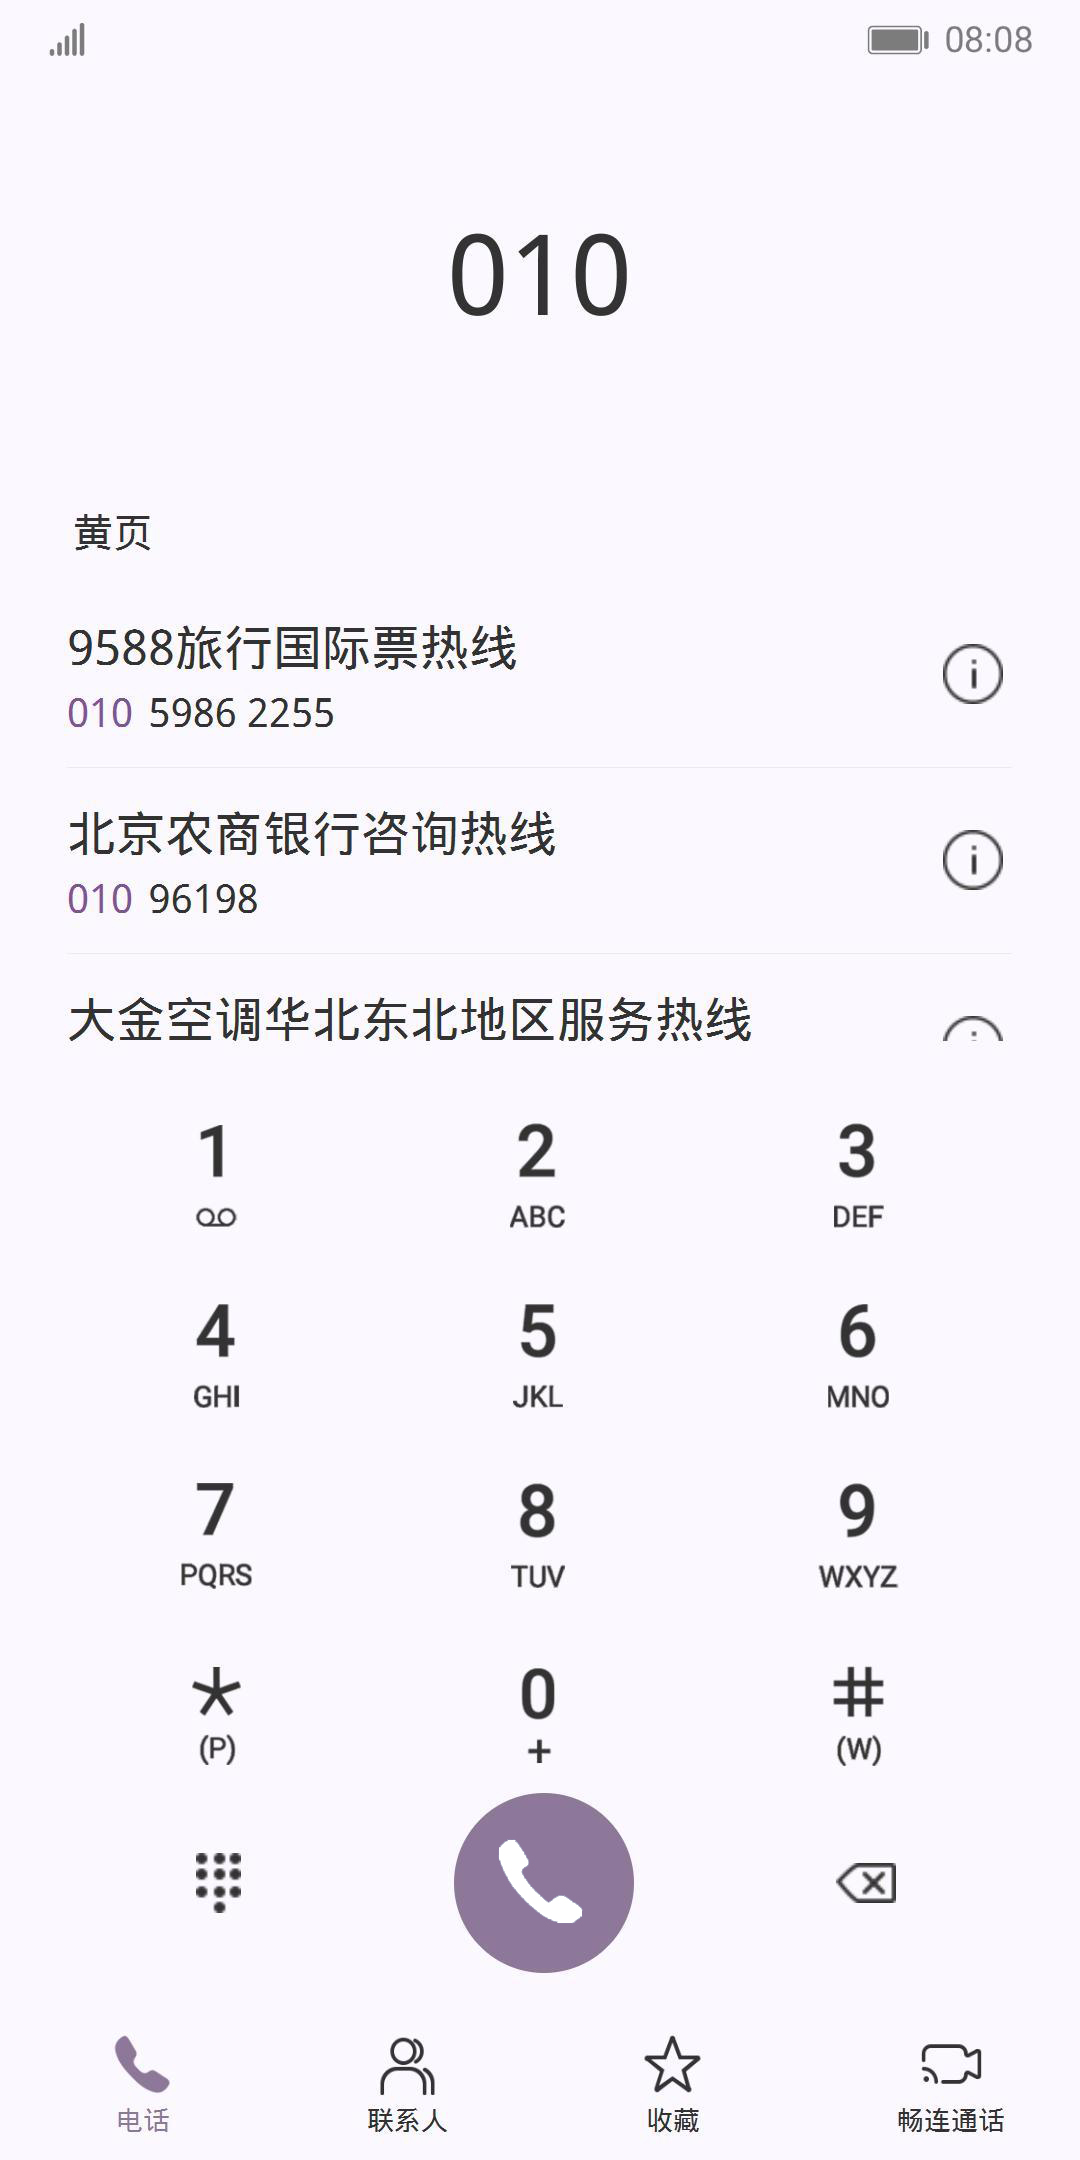 08:08
010
黄页
9588旅行国际票热线
010 5986 2255
北京农商银行咨询热线
010 96198
大金空调华北东北地区服务热线
1 2 3
ABC DEF
4 5 6
GHI JKL MNO
7 8 9
PQRS TUV WXYZ
* 0 #
(P) + (W)
电话 联系人 收藏 畅连通话